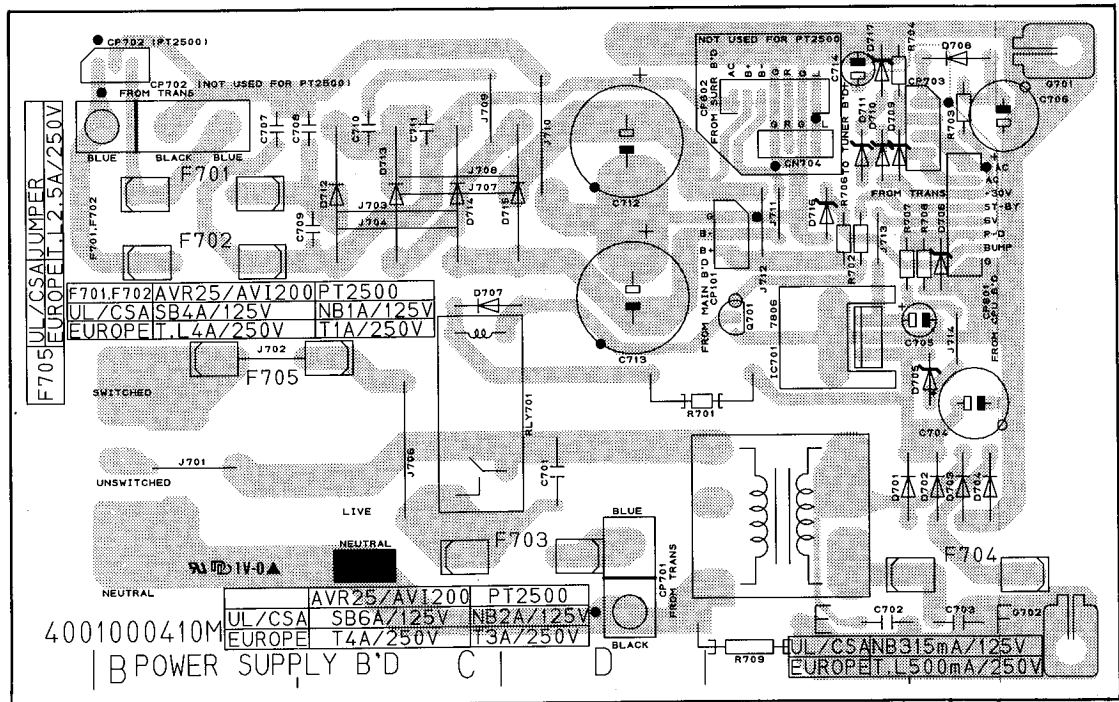 CP702 (PT2500)
CP702 (NOT USED FOR PT2500)
FROM TRANS
BLUE
BLACK
BLUE
C707
C708
C710
C711
J709
J710
D713
D712
J708
J707
J703
J704
D714
D715
C709
F701
F702
F701.F702
C712
C713
NOT USED FOR PT2500
CP602
FROM SURR B'D
AC
B+
B-
G
R
G
L
G
R
G
L
CN704
TO TUNER B'D
C714
D717
R704
D708
Q701
C706
CP703
R703
D711
D710
D709
R706
FROM TRANS
AC
AC
-30V
ST-BY
6V
P-D
BUMP
G
D716
J711
J712
R702
J713
R707
R708
D706
G
B-
B+
CP101
FROM MAIN B'D
Q701
7806
IC701
C705
J714
CP801
FROM CPU B'D
D705
C704
F705
UL/CSA JUMPER
EUROPE T.L2.5A/250V
F701.F702 AVR25/AVI200 PT2500
UL/CSA SB4A/125V NB1A/125V
EUROPE T.L4A/250V T1A/250V
D707
RLY701
J702
F705
SWITCHED
J706
R701
J701
UNSWITCHED
C701
LIVE
NEUTRAL
NEUTRAL
BLUE
F703
CP701
FROM TRANS
BLACK
D701
D702
D703
D704
F704
1V-0
AVR25/AVI200 PT2500
UL/CSA SB6A/125V NB2A/125V
EUROPE T4A/250V T3A/250V
C702
C703
Q702
R709
UL/CSA NB315mA/125V
EUROPE T.L500mA/250V
4001000410M
B POWER SUPPLY B'D C D